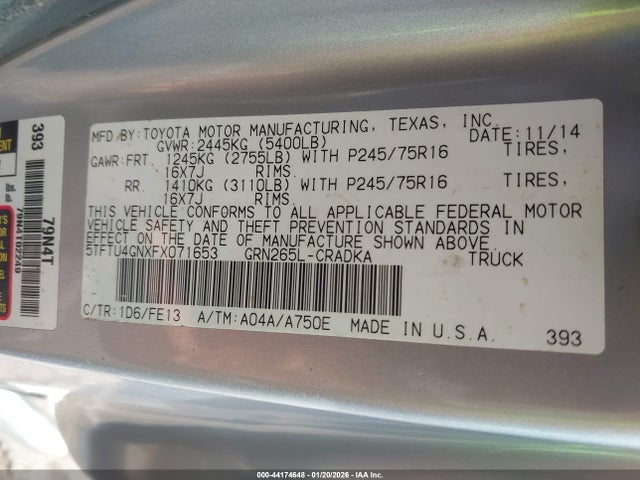 MFD. BY: TOYOTA MOTOR MANUFACTURING, TEXAS, INC.
GVWR: 2445KG (5400LB) DATE: 11/14
GAWR: FRT. 1245KG (2755LB) WITH P245/75R16 TIRES,
16X7J RIMS.
RR. 1410KG (3110LB) WITH P245/75R16 TIRES,
16X7J RIMS.
THIS VEHICLE CONFORMS TO ALL APPLICABLE FEDERAL MOTOR
VEHICLE SAFETY AND THEFT PREVENTION STANDARDS IN
EFFECT ON THE DATE OF MANUFACTURE SHOWN ABOVE.
5TFTU4GNXFX071653 GRN265L-CRADKA TRUCK
C/TR: 1D6/FE13 A/TM: A04A/A750E MADE IN U.S.A.
393
393
79N4T
lbs.
000-44174648 - 01/20/2026 - IAA Inc.